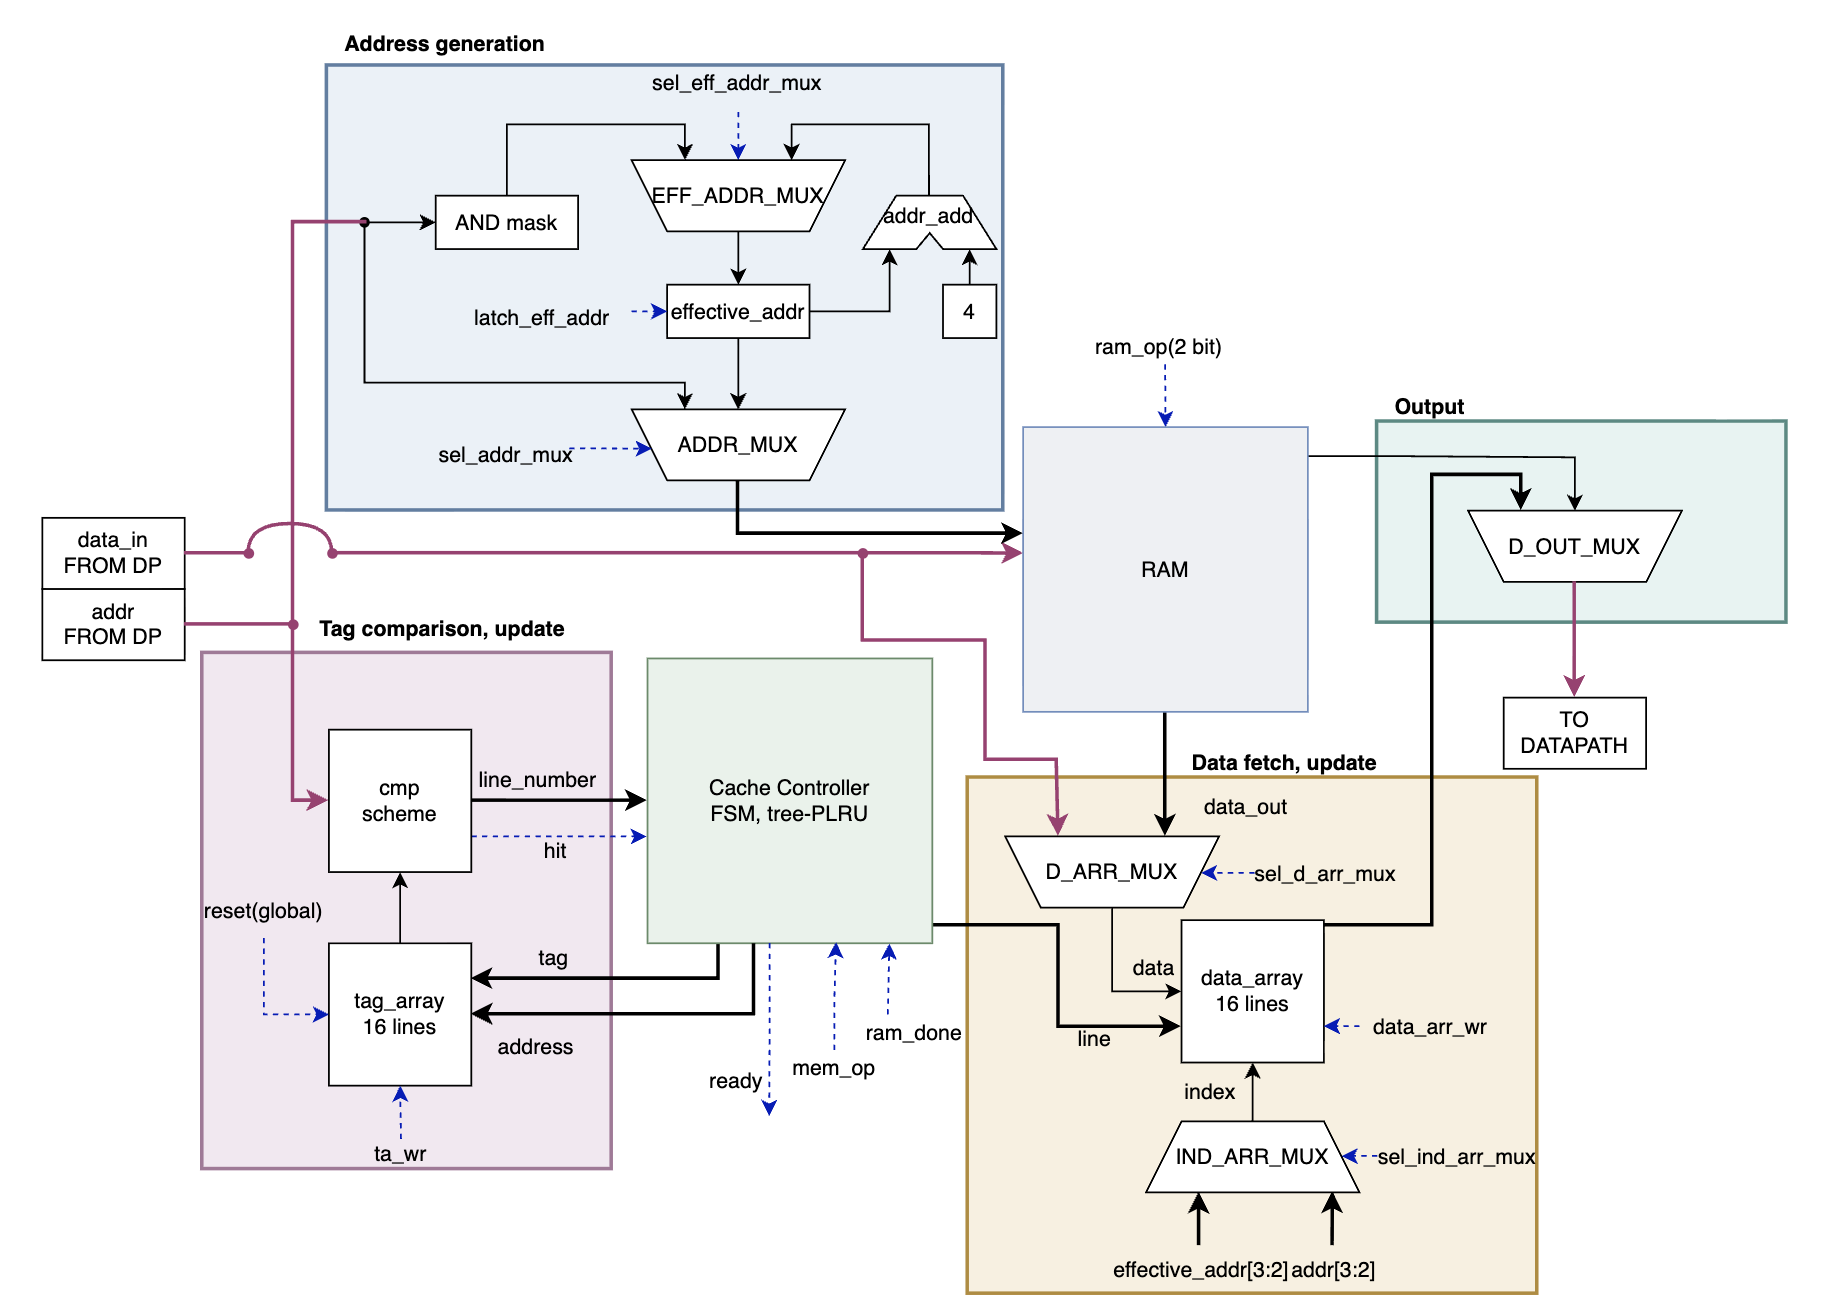 Address generation
sel_eff_addr_mux
EFF_ADDR_MUX
AND mask
addr_add
latch_eff_addr
effective_addr
4
sel_addr_mux
ADDR_MUX
ram_op(2 bit)
Output
data_in
FROM DP
addr
FROM DP
RAM
D_OUT_MUX
TO
DATAPATH
Tag comparison, update
cmp
scheme
line_number
hit
reset(global)
tag_array
16 lines
tag
address
ta_wr
Cache Controller
FSM, tree-PLRU
ready
mem_op
ram_done
Data fetch, update
data_out
D_ARR_MUX
sel_d_arr_mux
data
data_array
16 lines
line
data_arr_wr
index
IND_ARR_MUX
sel_ind_arr_mux
effective_addr[3:2] addr[3:2]